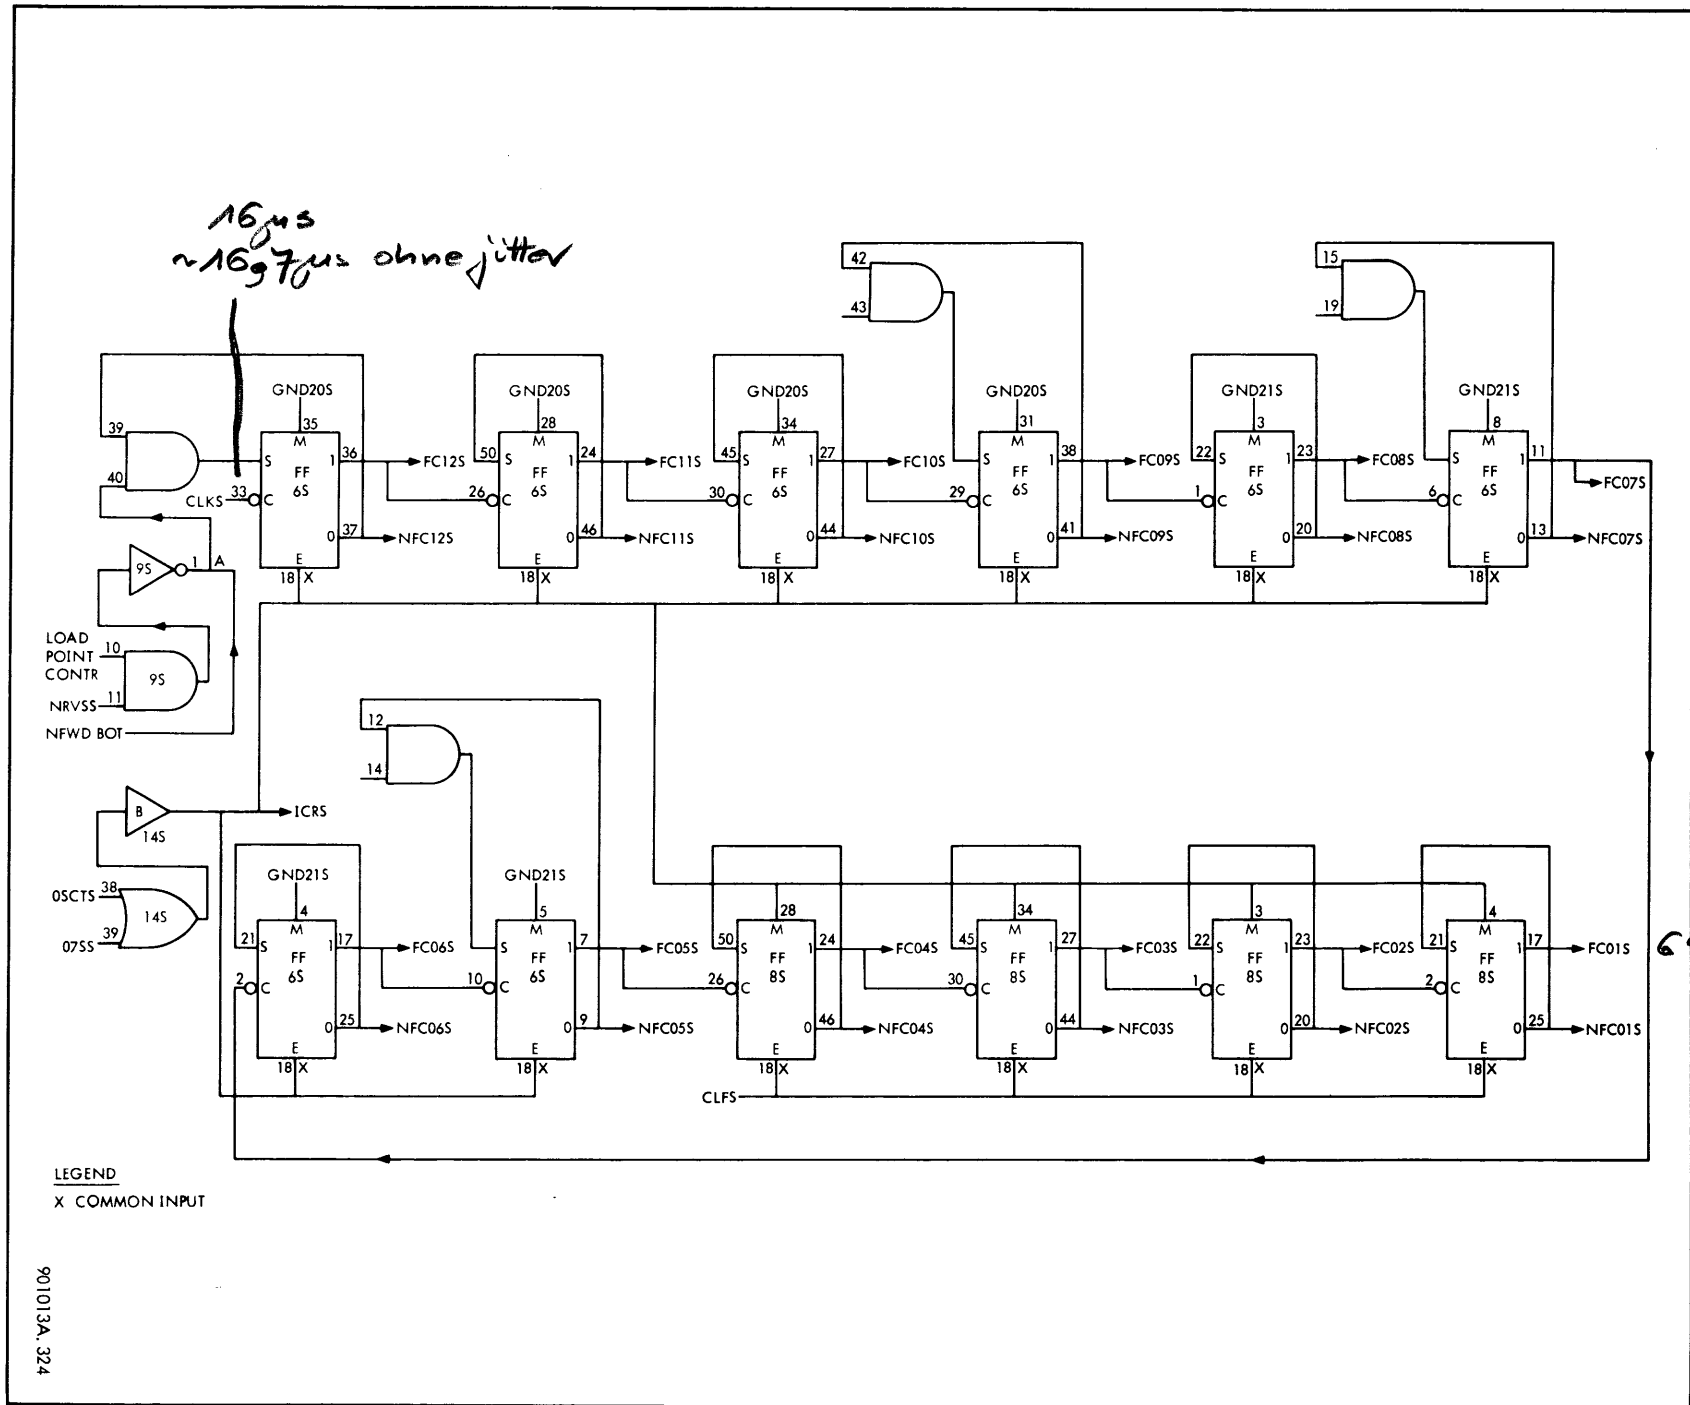 16µs
~16,7µs ohne jitter
42
15
43
19
GND20S GND20S GND20S GND20S GND21S GND21S
39 35 28 34 31 3 8
M M M M M M
S 1 36 FC12S 50 S 1 24 FC11S 45 S 1 27 FC10S S 1 38 FC09S 22 S 1 23 FC08S S 1 11
FF FF FF FF FF FF
6S 6S 6S 6S 6S 6S
FC07S
40
CLKS 33 C 26 C 30 C 29 C 1 C 6 C
0 37 NFC12S 0 46 NFC11S 0 44 NFC10S 0 41 NFC09S 0 20 NFC08S 0 13 NFC07S
E E E E E E
18 X 18 X 18 X 18 X 18 X 18 X
9S 1 A
LOAD
POINT 10
CONTR
9S
NRVSS 11
NFWD BOT
12
14
B
14S
ICRS
0SCTS 38
14S
07SS 39
GND21S GND21S
4 5 28 34 3 4
M M M M M M
21 S 1 17 FC06S S 1 7 FC05S 50 S 1 24 FC04S 45 S 1 27 FC03S 22 S 1 23 FC02S 21 S 1 17 FC01S
FF FF FF FF FF FF
6S 6S 8S 8S 8S 8S
2 C 10 C 26 C 30 C 1 C 2 C
0 25 NFC06S 0 9 NFC05S 0 46 NFC04S 0 44 NFC03S 0 20 NFC02S 0 25 NFC01S
E E E E E E
18 X 18 X 18 X 18 X 18 X 18 X
CLFS
LEGEND
X COMMON INPUT
901013A. 324